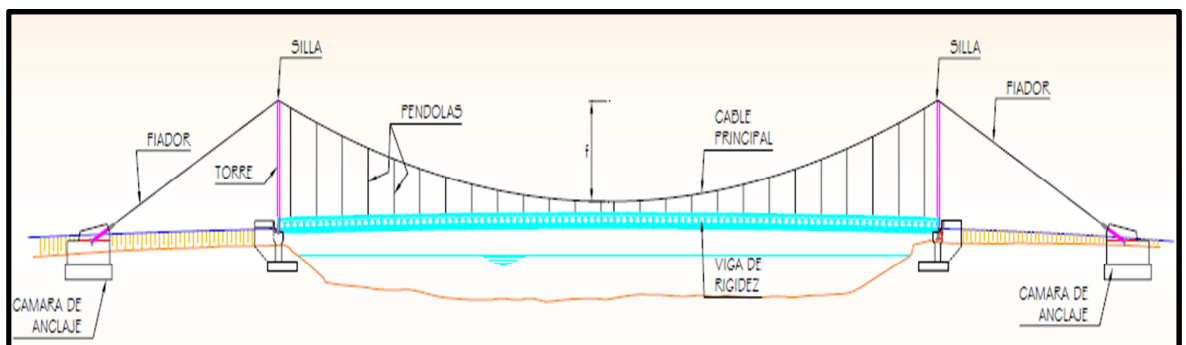 SILLA
SILLA
FIADOR
PENDOLAS
CABLE
PRINCIPAL
FIADOR
f
TORRE
VIGA DE
RIGIDEZ
CAMARA DE
ANCLAJE
CAMARA DE
ANCLAJE